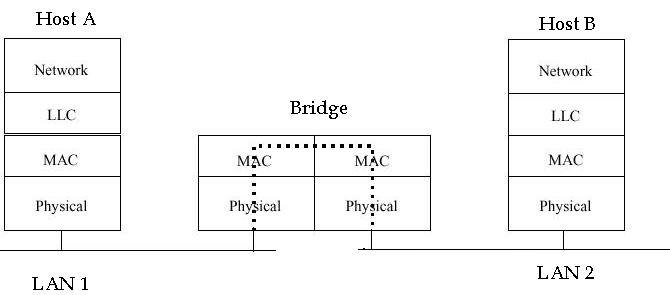 Host A
Host B
Network
Network
LLC
LLC
Bridge
MAC
MAC
MAC
MAC
Physical
Physical
Physical
Physical
LAN 1
LAN 2